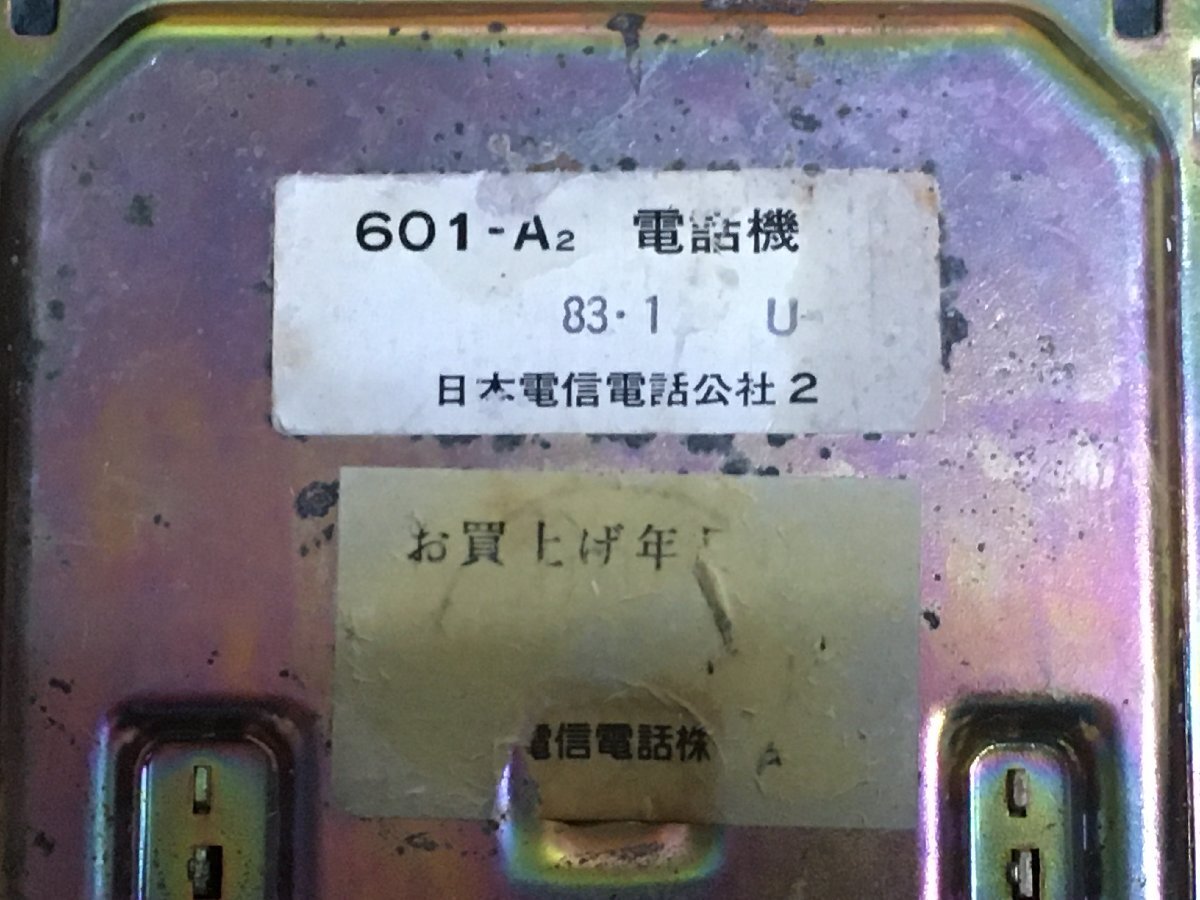 601-A2 電話機
83・1 U
日本電信電話公社2
お買上げ年
電信電話株